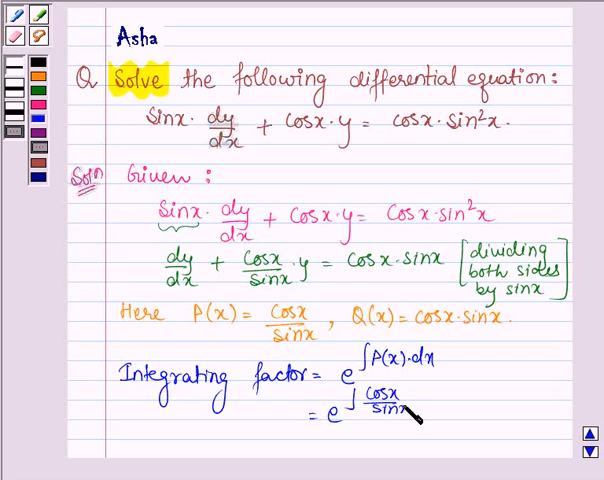 Asha
Q Solve the following differential equation:
Sinx· dy/dx + Cosx·y = Cosx·Sin²x.
Soln Given:
Sinx· dy/dx + Cosx·y = Cosx·Sin²x
dy/dx + Cosx/Sinx·y = Cosx·Sinx [dividing both sides by Sinx]
Here P(x) = Cosx/Sinx, Q(x) = Cosx·Sinx.
Integrating factor = e^∫P(x)·dx
= e^∫Cosx/Sinx